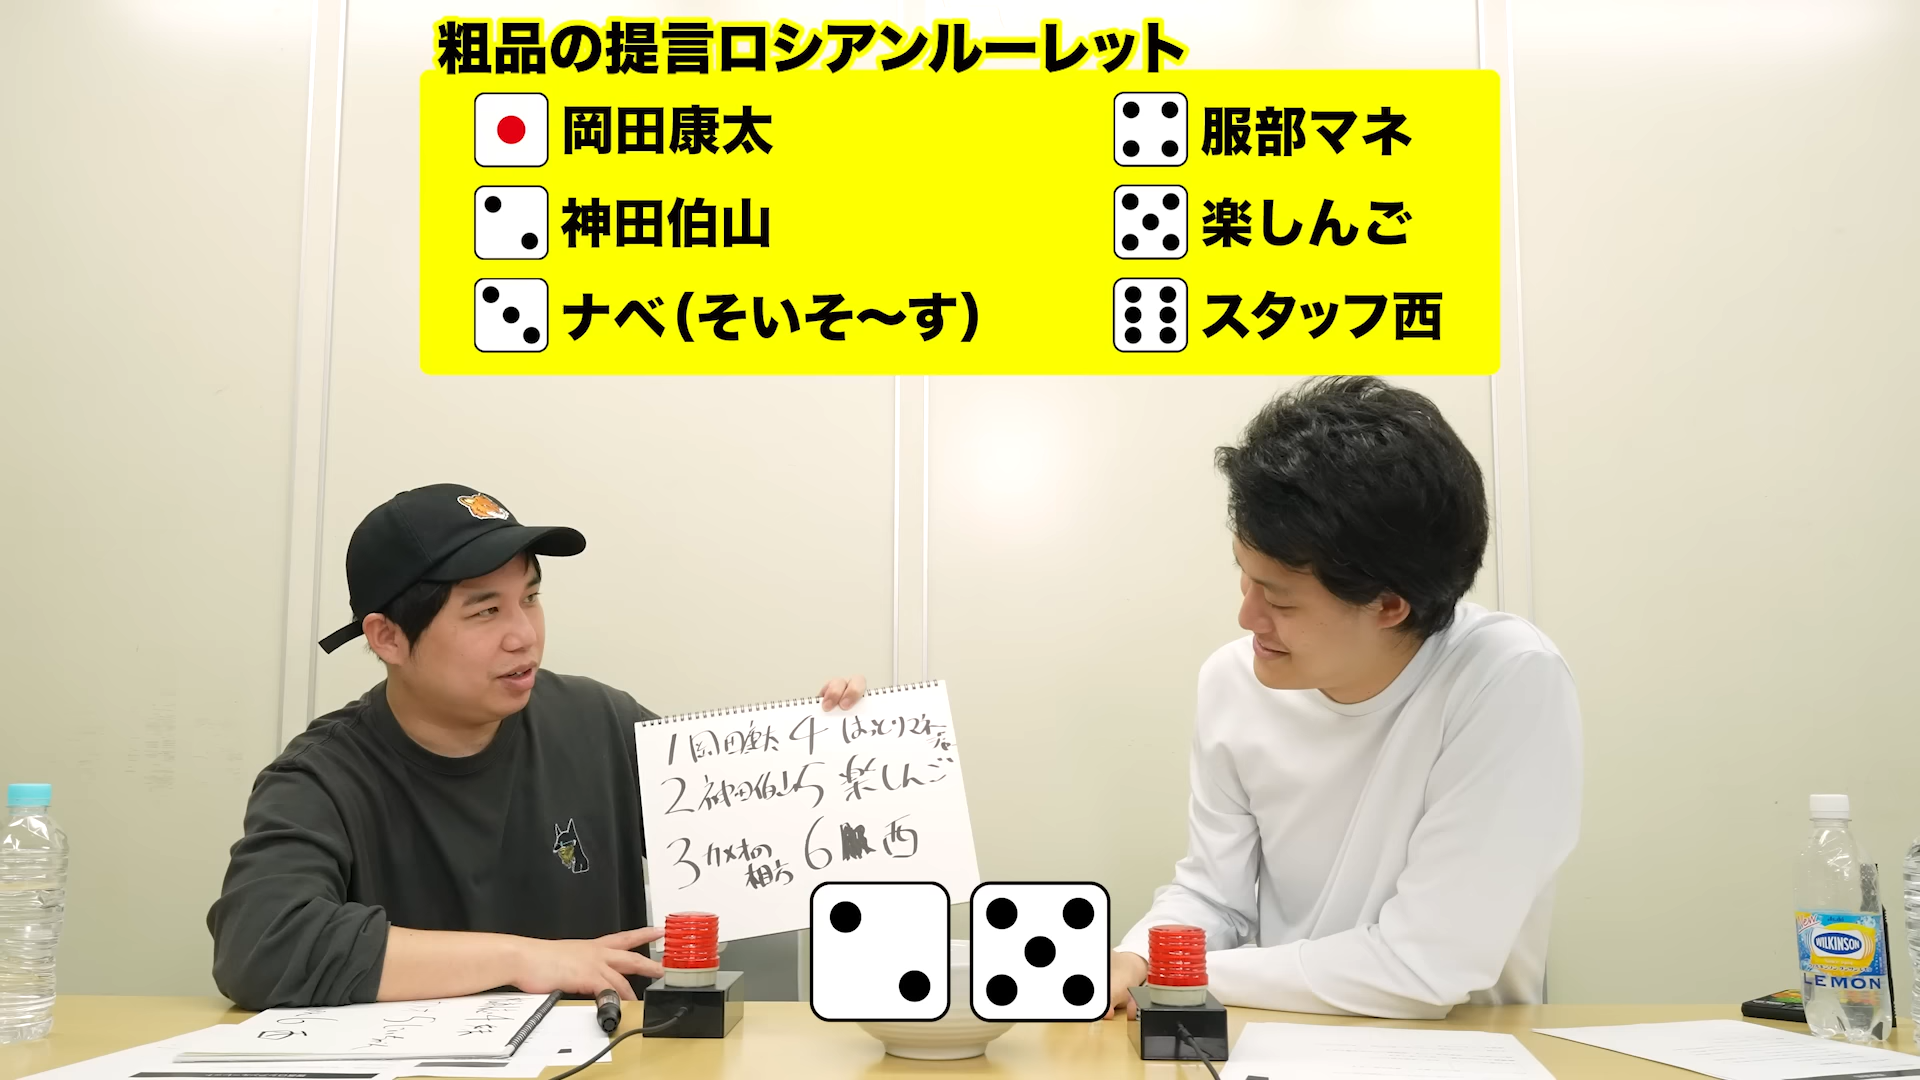 粗品の提言ロシアンルーレット
岡田康太
神田伯山
ナベ(そいそ〜す)
服部マネ
楽しんご
スタッフ西
1 岡田康太 4 はっとりマネ
2 神田伯山 5 楽しんご
3 カメオの相方 6 西
WILKINSON
LEMON